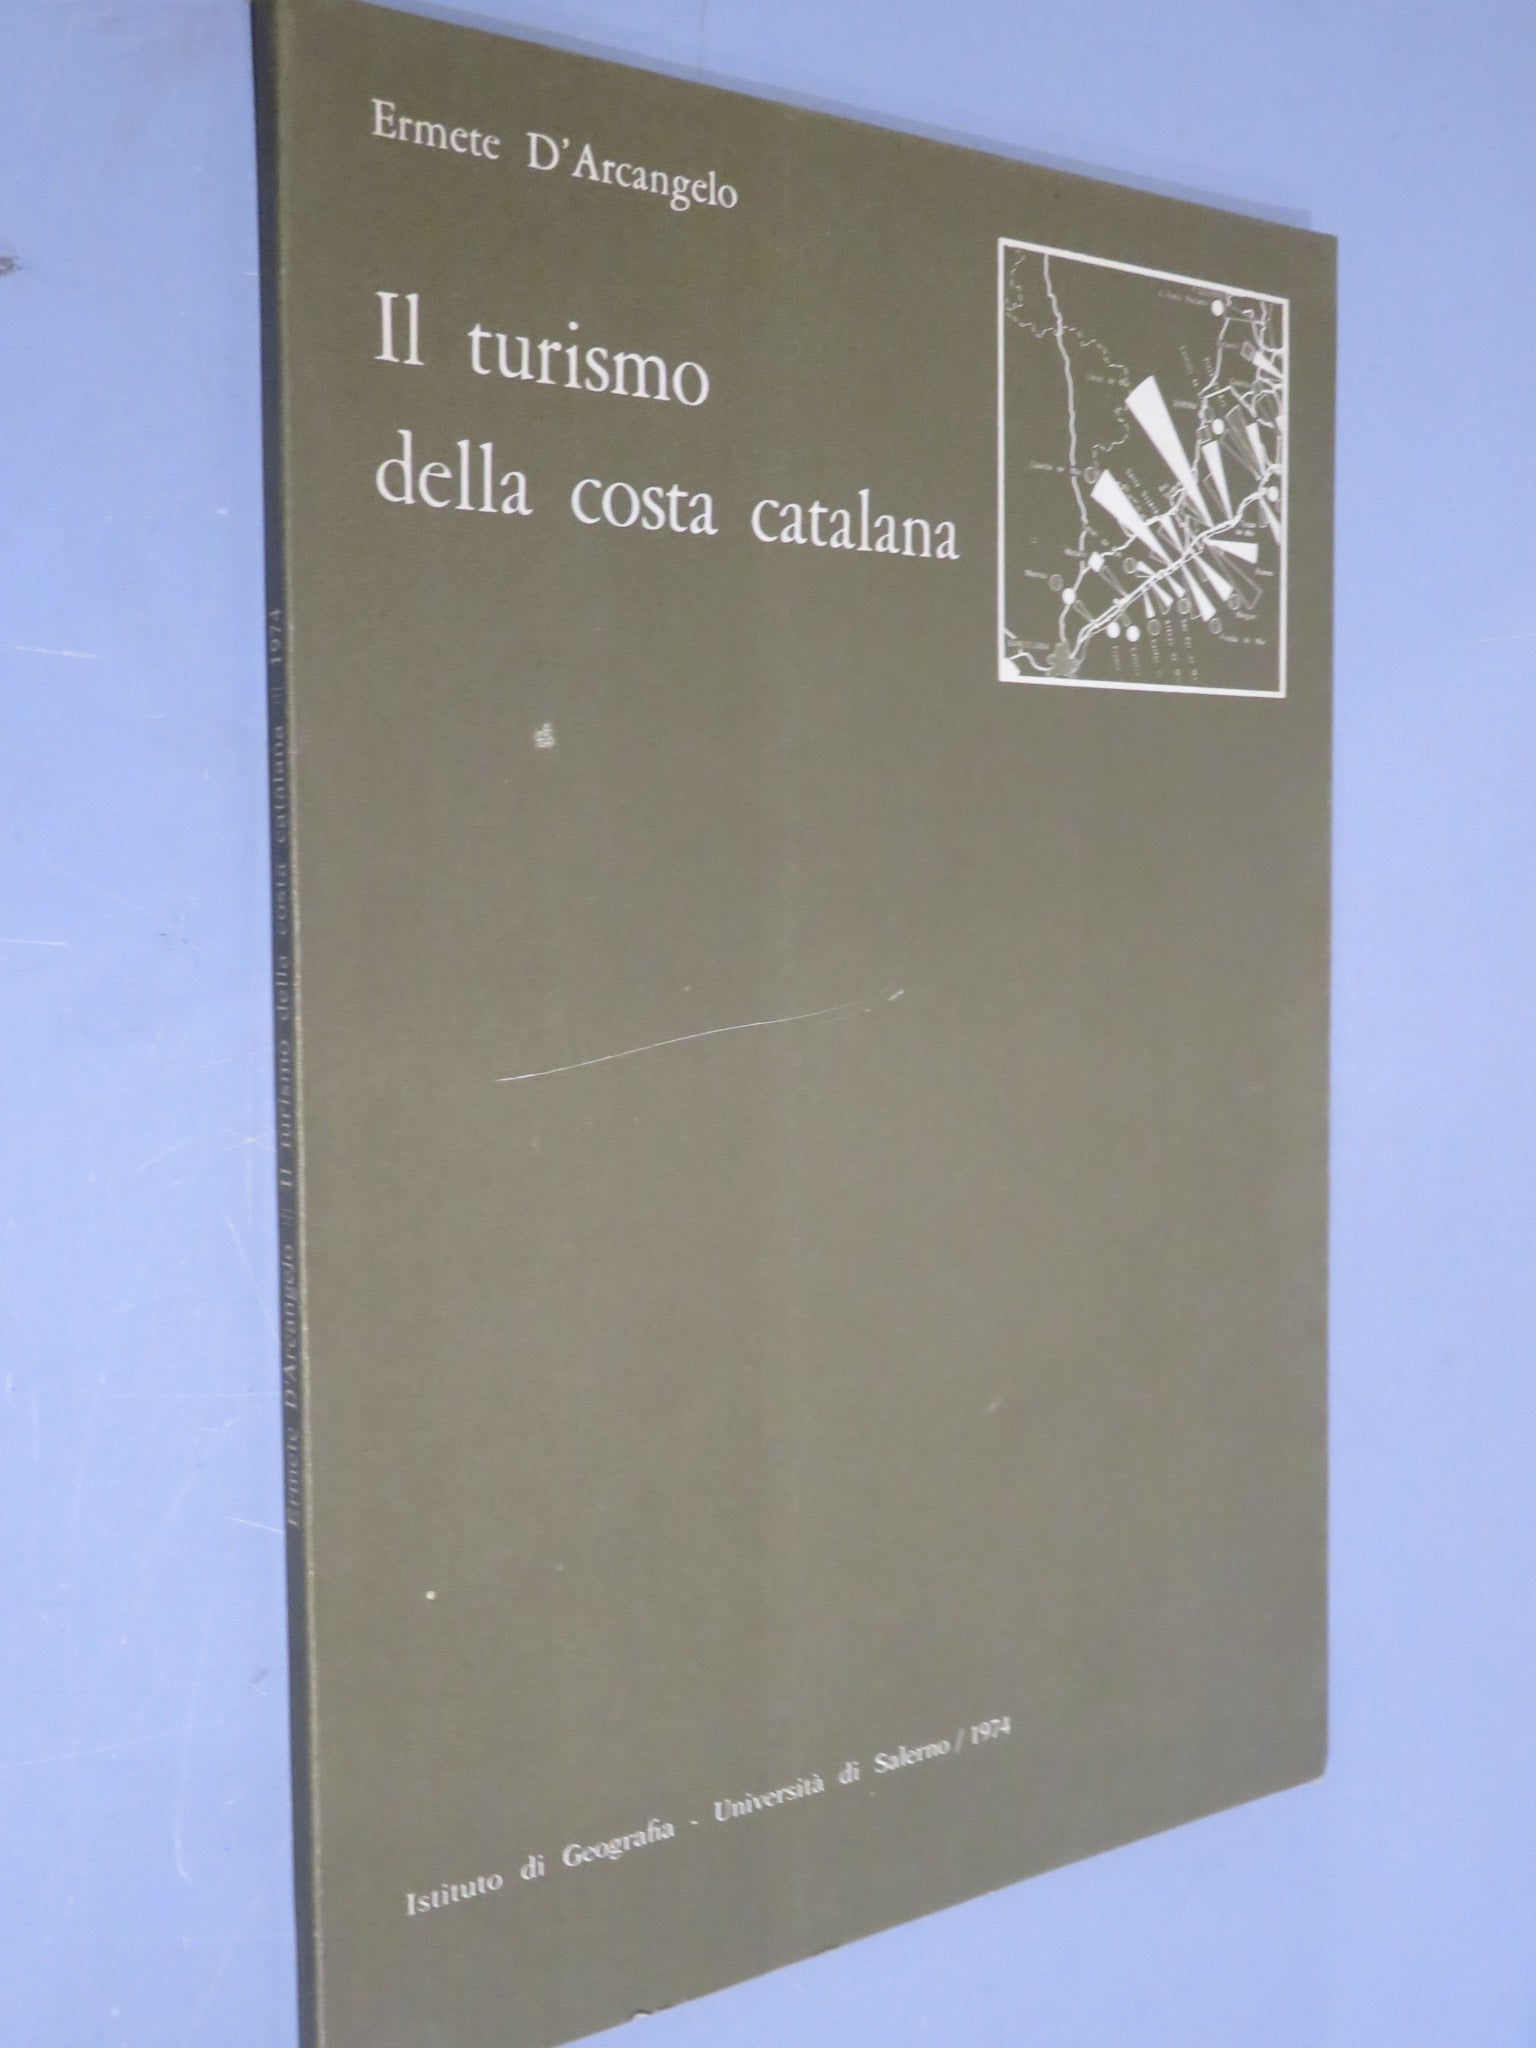 Ermete D'Arcangelo
Il turismo
della costa catalana
Istituto di Geografia - Università di Salerno / 1974
Ermete D'Arcangelo Il turismo della costa catalana 1974